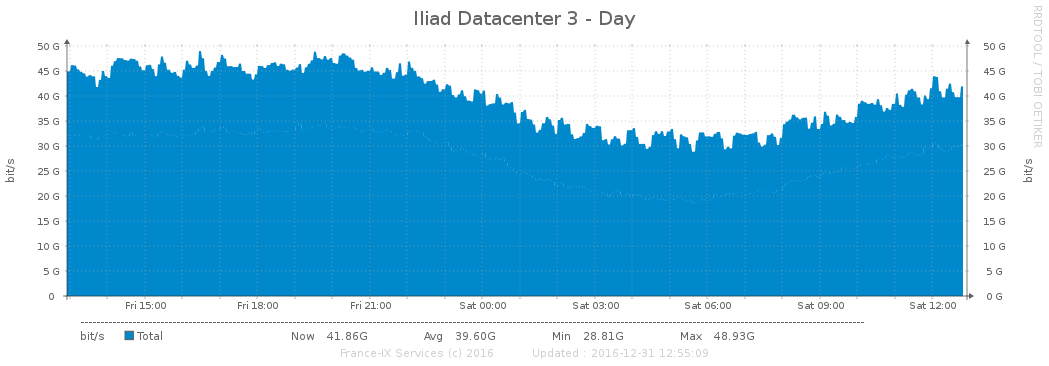 Iliad Datacenter 3 - Day
RRDTOOL / TOBI OETIKER
bit/s
50 G
45 G
40 G
35 G
30 G
25 G
20 G
15 G
10 G
5 G
0
50 G
45 G
40 G
35 G
30 G
25 G
20 G
15 G
10 G
5 G
0 G
bit/s
Fri 15:00 Fri 18:00 Fri 21:00 Sat 00:00 Sat 03:00 Sat 06:00 Sat 09:00 Sat 12:00
bit/s Total Now 41.86G Avg 39.60G Min 28.81G Max 48.93G
France-IX Services (c) 2016 Updated : 2016-12-31 12:55:09